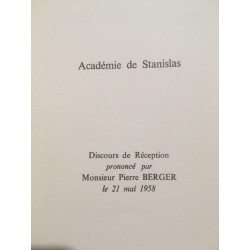 Académie de Stanislas
Discours de Réception
prononcé par
Monsieur Pierre BERGER
le 21 mai 1958